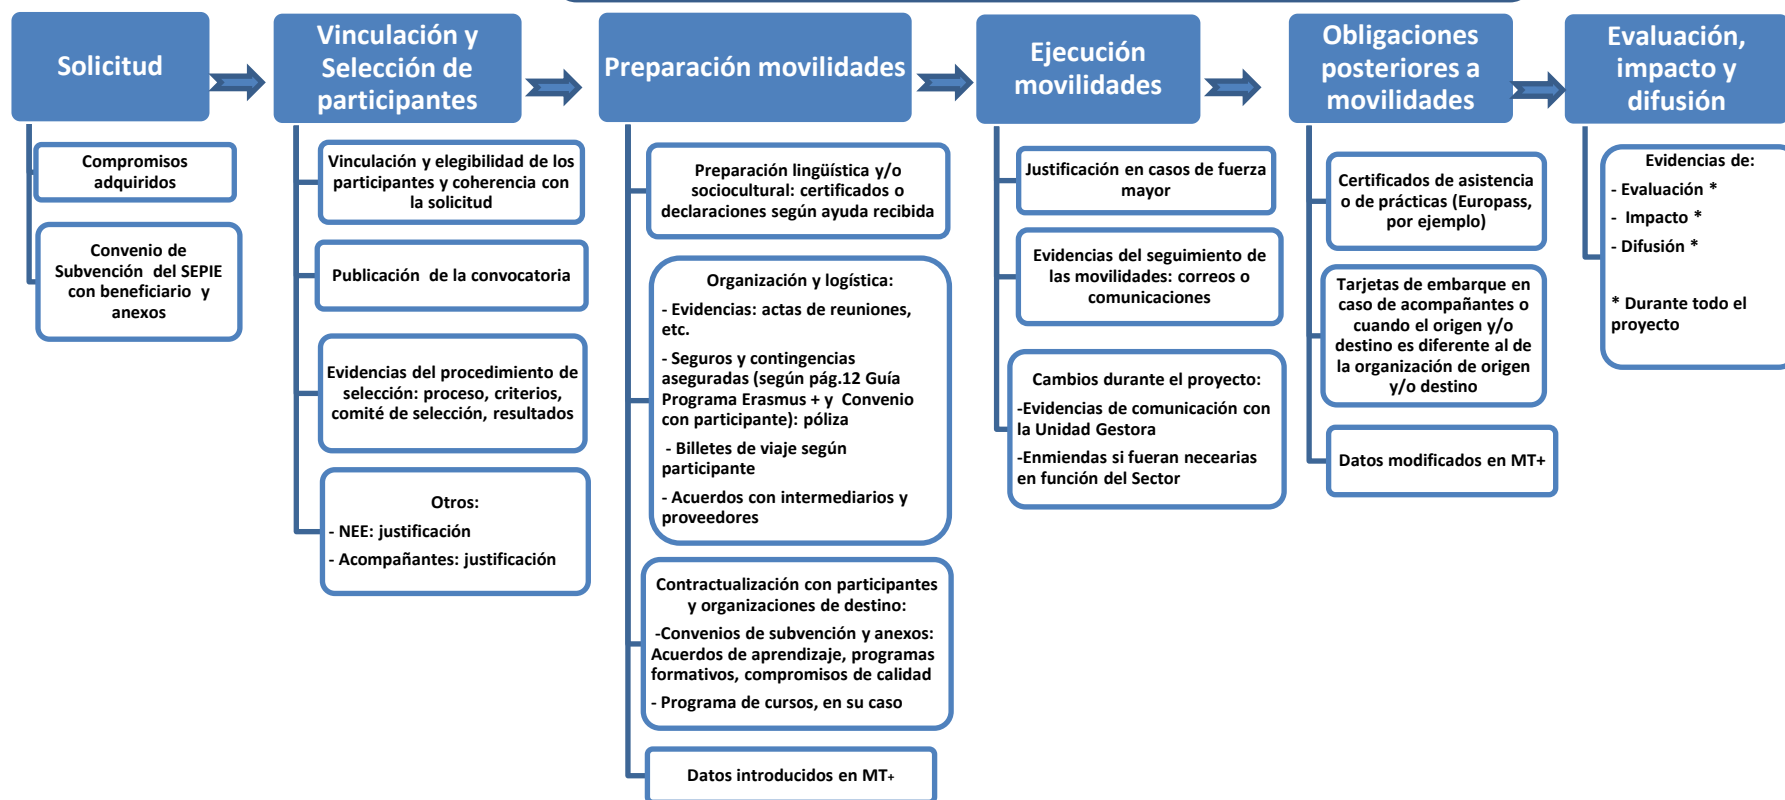 Solicitud
Compromisos
adquiridos
Convenio de
Subvención del SEPIE
con beneficiario y
anexos
Vinculación y
Selección de
participantes
Vinculación y elegibilidad de los
participantes y coherencia con
la solicitud
Publicación de la convocatoria
Evidencias del procedimiento de
selección: proceso, criterios,
comité de selección, resultados
Otros:
- NEE: justificación
- Acompañantes: justificación
Preparación movilidades
Preparación lingüística y/o
sociocultural: certificados o
declaraciones según ayuda recibida
Organización y logística:
- Evidencias: actas de reuniones,
etc.
- Seguros y contingencias
aseguradas (según pág.12 Guía
Programa Erasmus + y Convenio
con participante): póliza
- Billetes de viaje según
participante
- Acuerdos con intermediarios y
proveedores
Contractualización con participantes
y organizaciones de destino:
-Convenios de subvención y anexos:
Acuerdos de aprendizaje, programas
formativos, compromisos de calidad
- Programa de cursos, en su caso
Datos introducidos en MT+
Ejecución
movilidades
Justificación en casos de fuerza
mayor
Evidencias del seguimiento de
las movilidades: correos o
comunicaciones
Cambios durante el proyecto:
-Evidencias de comunicación con
la Unidad Gestora
-Enmiendas si fueran necearias
en función del Sector
Obligaciones
posteriores a
movilidades
Certificados de asistencia
o de prácticas (Europass,
por ejemplo)
Tarjetas de embarque en
caso de acompañantes o
cuando el origen y/o
destino es diferente al de
la organización de origen
y/o destino
Datos modificados en MT+
Evaluación,
impacto y
difusión
Evidencias de:
- Evaluación *
- Impacto *
- Difusión *
* Durante todo el
proyecto